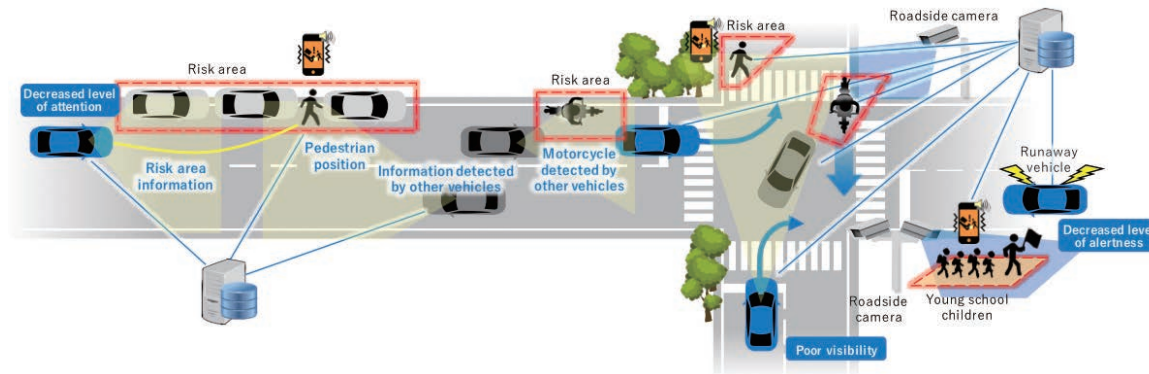 Risk area
Decreased level
of attention
Risk area
information
Pedestrian
position
Information detected
by other vehicles
Risk area
Motorcycle
detected by
other vehicles
Risk area
Roadside camera
Runaway
vehicle
Decreased level
of alertness
Roadside
camera
Young school
children
Poor visibility